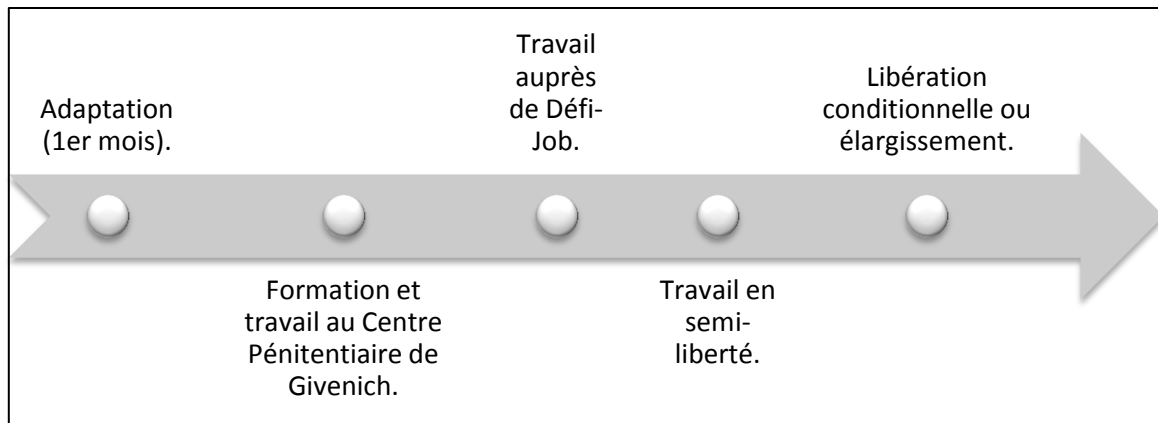 Adaptation
(1er mois).
Formation et
travail au Centre
Pénitentiaire de
Givenich.
Travail
auprès
de Défi-
Job.
Travail en
semi-
liberté.
Libération
conditionnelle ou
élargissement.